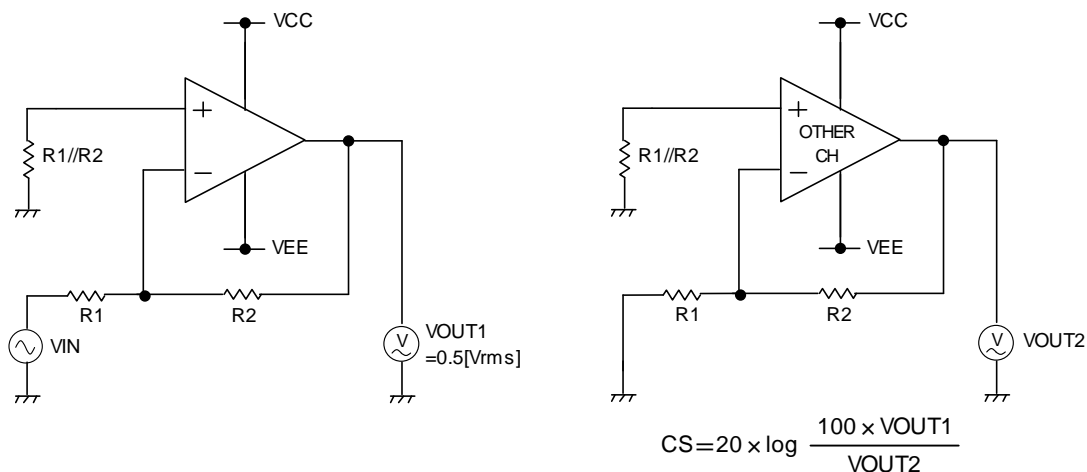 VCC
+
R1//R2
−
VEE
R1
R2
VIN
V
VOUT1
=0.5[Vrms]
VCC
+
R1//R2
OTHER
CH
−
VEE
R1
R2
V
VOUT2
CS=20 × log 100 × VOUT1
VOUT2